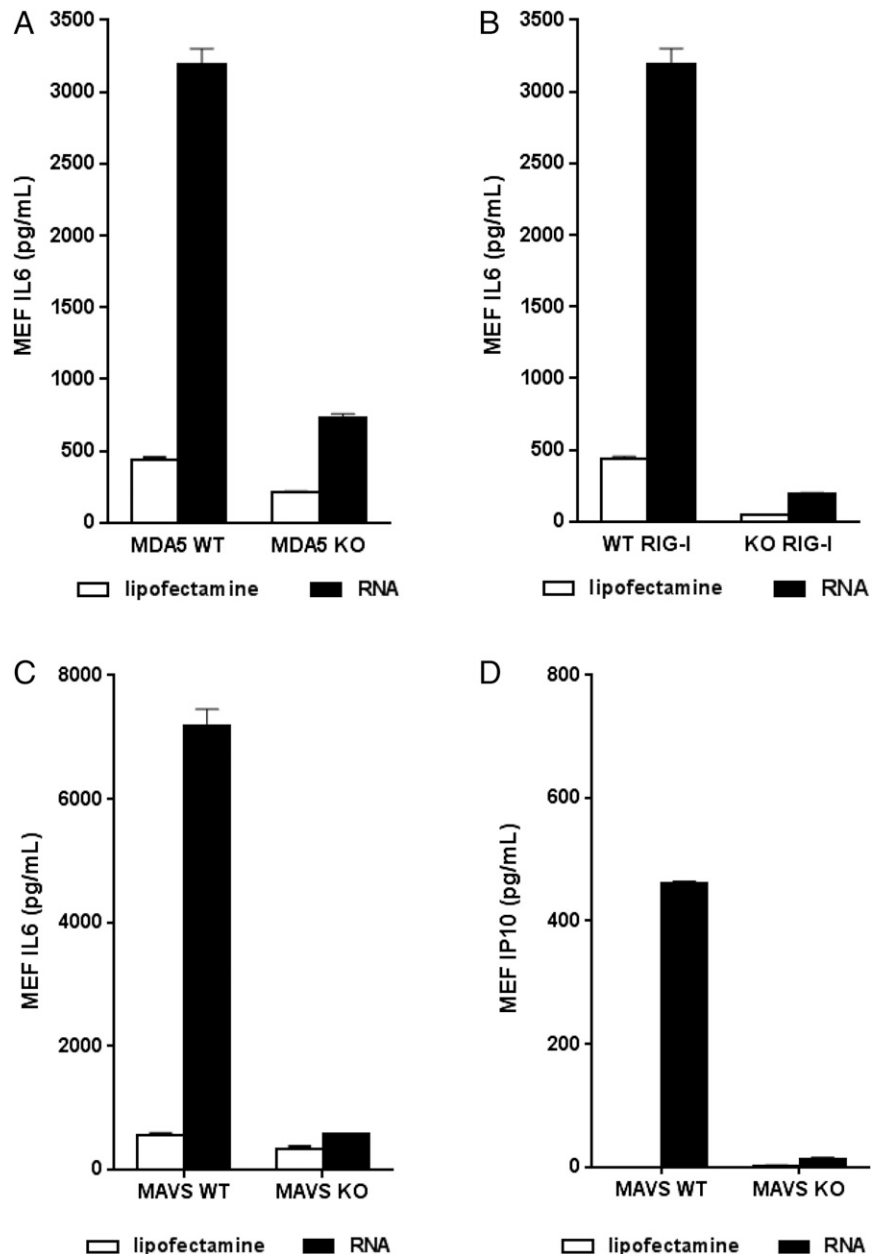 A
MEF IL6 (pg/mL)
3500
3000
2500
2000
1500
1000
500
0
MDA5 WT MDA5 KO
lipofectamine RNA
B
MEF IL6 (pg/mL)
3500
3000
2500
2000
1500
1000
500
0
WT RIG-I KO RIG-I
lipofectamine RNA
C
MEF IL6 (pg/mL)
8000
6000
4000
2000
0
MAVS WT MAVS KO
lipofectamine RNA
D
MEF IP10 (pg/mL)
800
600
400
200
0
MAVS WT MAVS KO
lipofectamine RNA